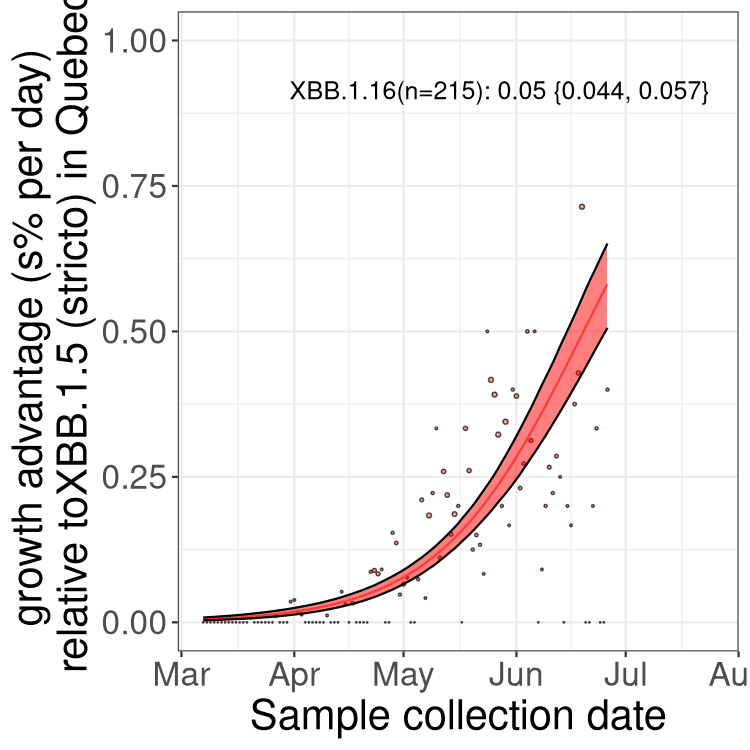 growth advantage (s% per day)
relative toXBB.1.5 (stricto) in Quebec
1.00
0.75
0.50
0.25
0.00
XBB.1.16(n=215): 0.05 {0.044, 0.057}
Mar Apr May Jun Jul Au
Sample collection date